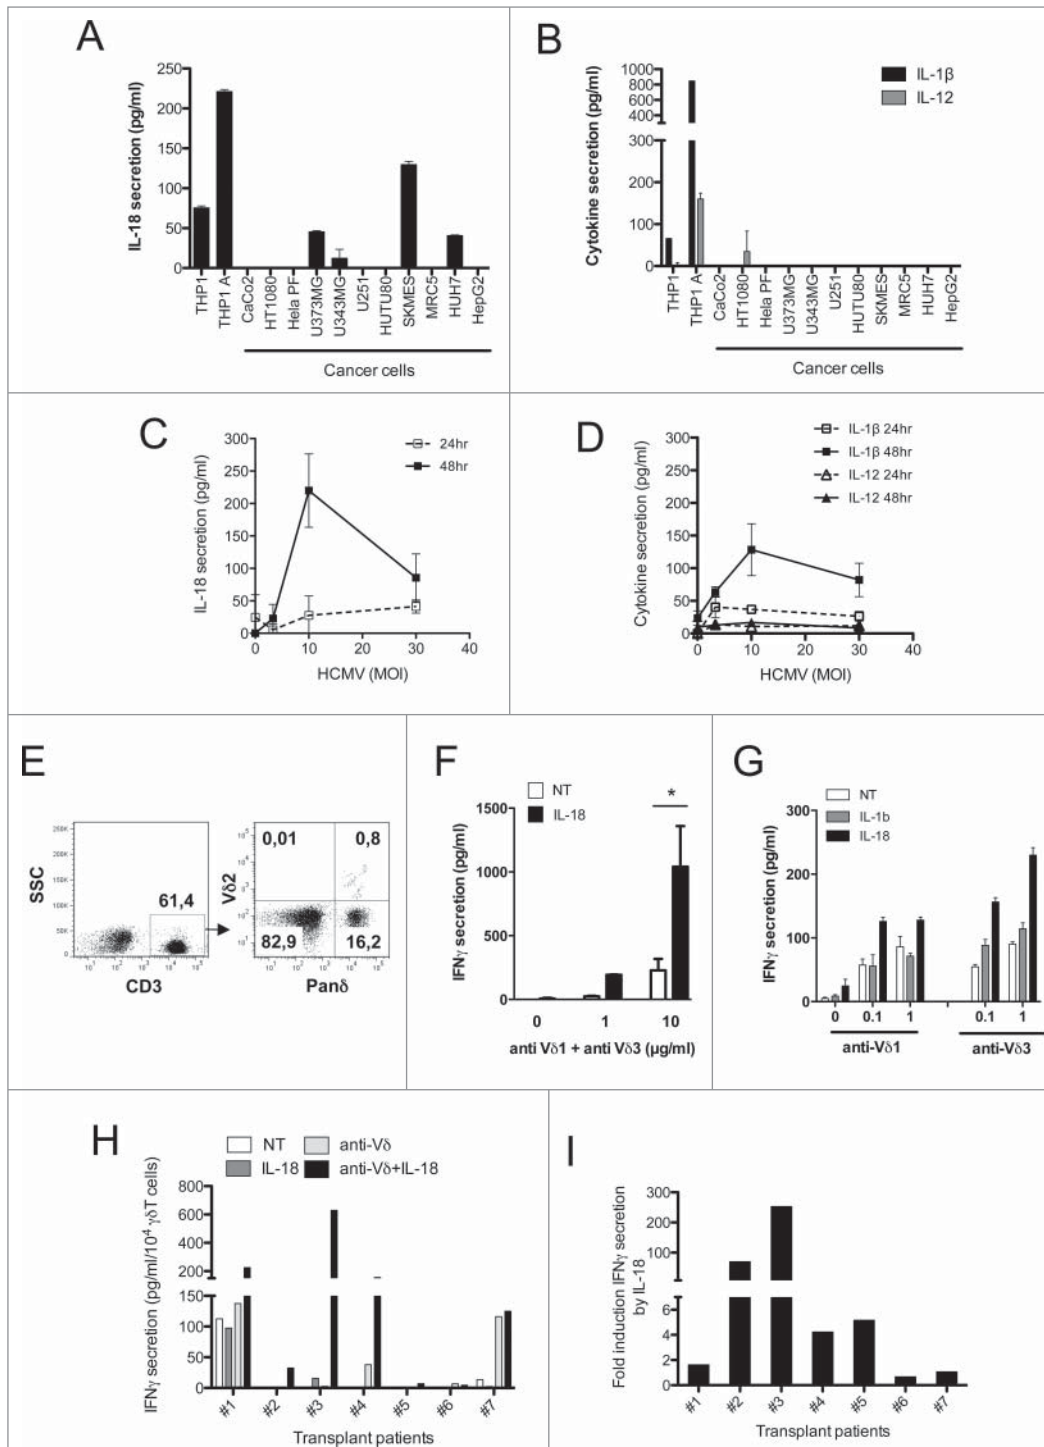 A
IL-18 secretion (pg/ml)
250
200
150
100
50
0
THP1
THP1 A
CaCo2
HT1080
Hela PF
U373MG
U343MG
U251
HUTU80
SKMES
MRC5
HUH7
HepG2
Cancer cells
B
Cytokine secretion (pg/ml)
1000
800
600
400
300
200
100
0
IL-1β
IL-12
THP1
THP1 A
CaCo2
HT1080
Hela PF
U373MG
U343MG
U251
HUTU80
SKMES
MRC5
HUH7
HepG2
Cancer cells
C
IL-18 secretion (pg/ml)
300
250
200
150
100
50
0
24hr
48hr
0 10 20 30 40
HCMV (MOI)
D
Cytokine secretion (pg/ml)
300
250
200
150
100
50
0
IL-1β 24hr
IL-1β 48hr
IL-12 24hr
IL-12 48hr
0 10 20 30 40
HCMV (MOI)
E
SSC
61,4
CD3
Vδ2
0,01 0,8
82,9 16,2
Panδ
F
NT
IL-18
IFNγ secretion (pg/ml)
1500
1000
500
0
*
0 1 10
anti Vδ1 + anti Vδ3 (μg/ml)
G
NT
IL-1b
IL-18
IFNγ secretion (pg/ml)
300
200
100
0
0 0.1 1 0.1 1
anti-Vδ1 anti-Vδ3
H
NT anti-Vδ
IL-18 anti-Vδ+IL-18
IFNγ secretion (pg/ml/10⁴ γδT cells)
800
600
400
200
150
100
50
0
#1 #2 #3 #4 #5 #6 #7
Transplant patients
I
Fold induction IFNγ secretion
by IL-18
300
200
100
6
4
2
0
#1 #2 #3 #4 #5 #6 #7
Transplant patients